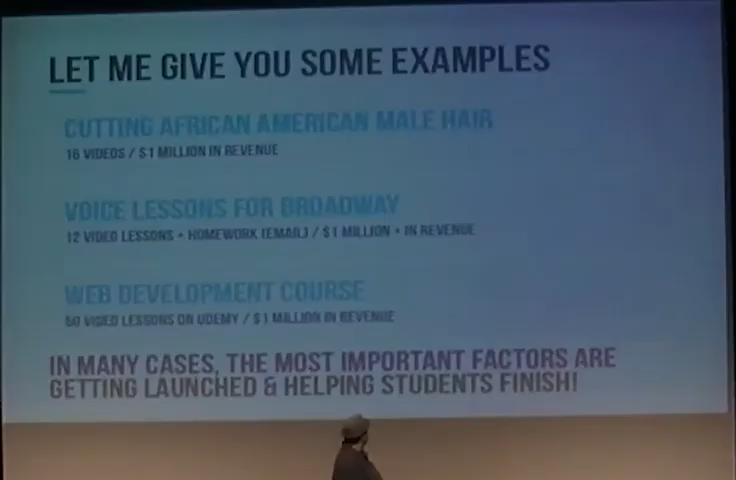 LET ME GIVE YOU SOME EXAMPLES
CUTTING AFRICAN AMERICAN MALE HAIR
16 VIDEOS / $1 MILLION IN REVENUE
VOICE LESSONS FOR BROADWAY
12 VIDEO LESSONS + HOMEWORK (EMAIL) / $1 MILLION + IN REVENUE
WEB DEVELOPMENT COURSE
50 VIDEO LESSONS ON UDEMY / $1 MILLION IN REVENUE
IN MANY CASES, THE MOST IMPORTANT FACTORS ARE
GETTING LAUNCHED & HELPING STUDENTS FINISH!